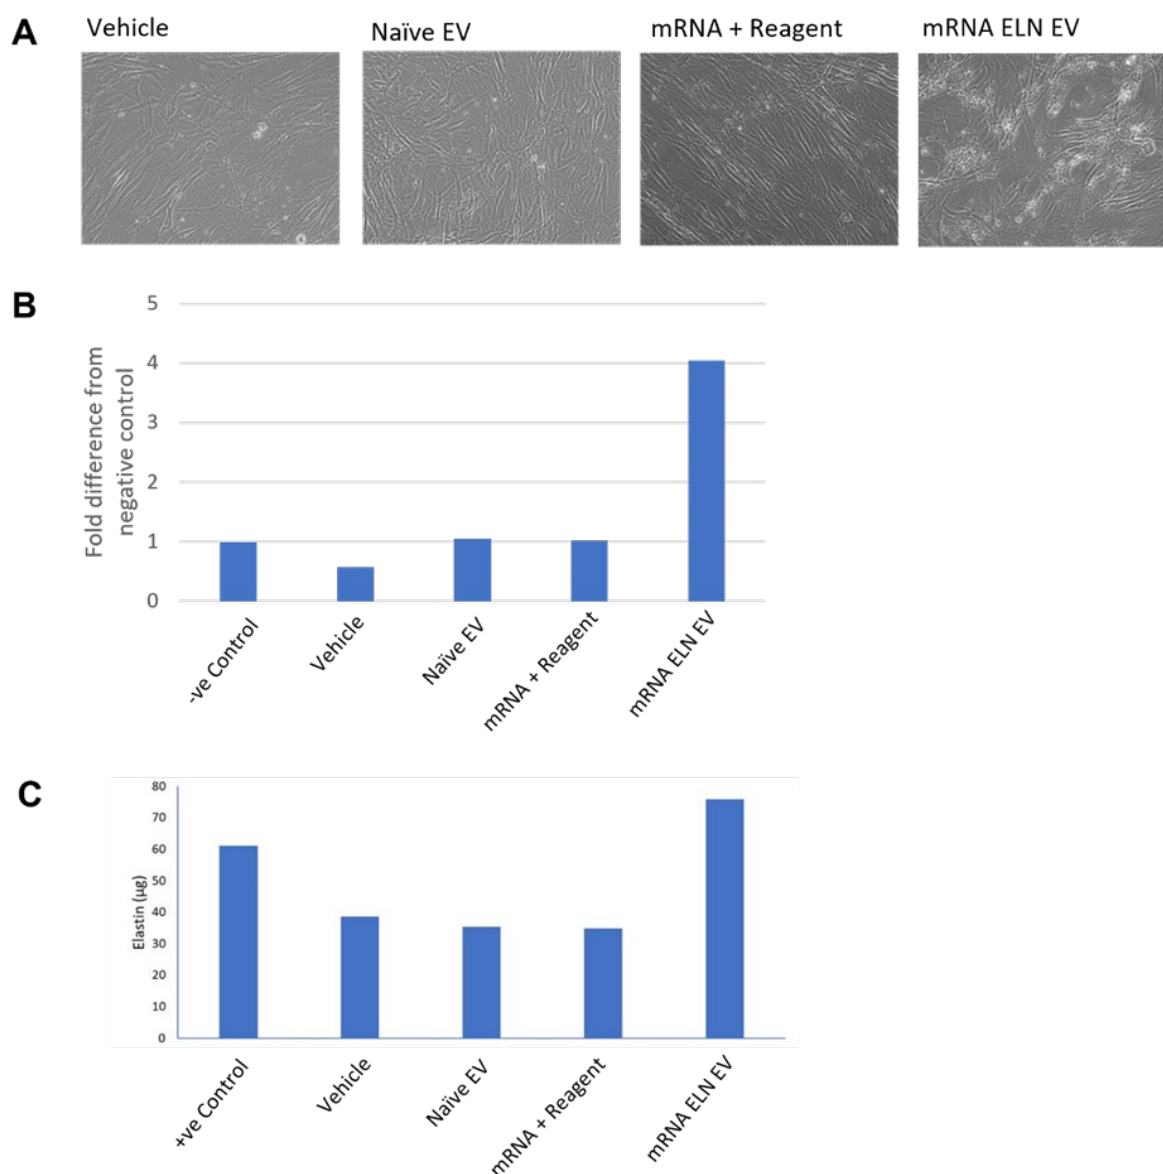 A
Vehicle
Naïve EV
mRNA + Reagent
mRNA ELN EV
B
Fold difference from
negative control
5
4
3
2
1
0
-ve Control
Vehicle
Naïve EV
mRNA + Reagent
mRNA ELN EV
C
Elastin (µg)
80
70
60
50
40
30
20
10
0
+ve Control
Vehicle
Naïve EV
mRNA + Reagent
mRNA ELN EV